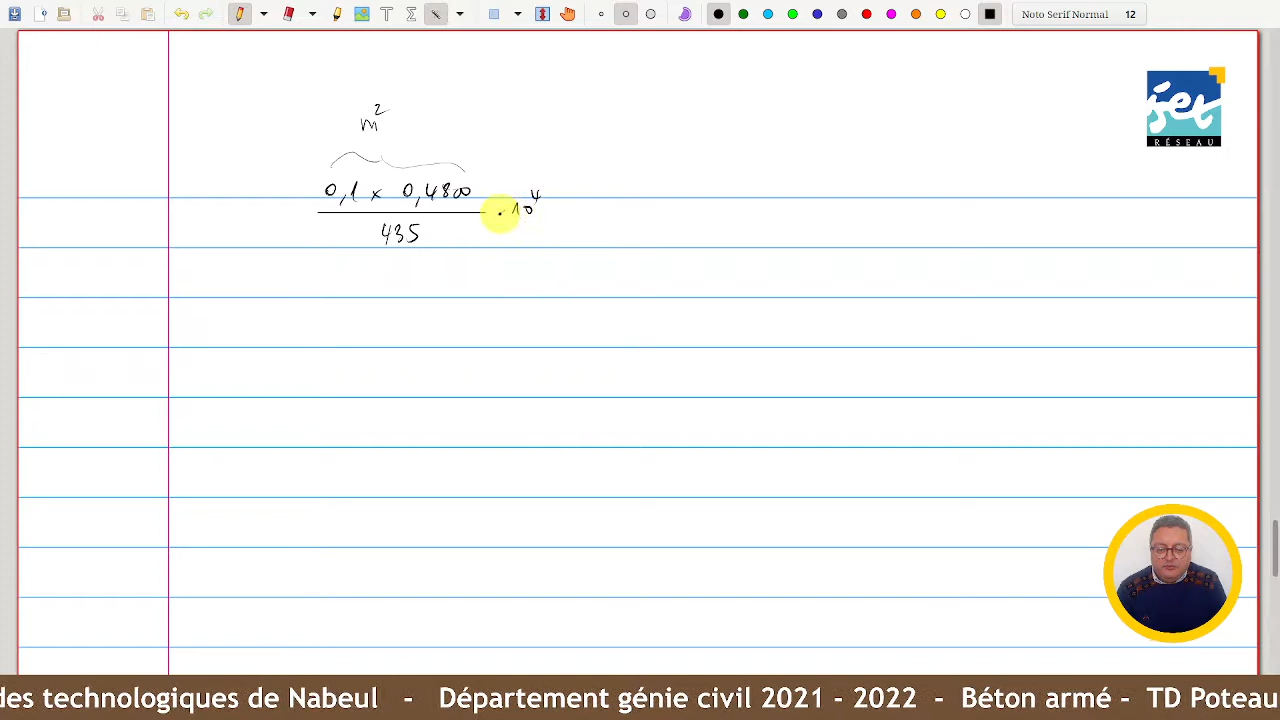 Noto Serif Normal 12
m²
0,1 x 0,4800
435
. 10⁴
iset
RÉSEAU
des technologiques de Nabeul - Département génie civil 2021 - 2022 - Béton armé - TD Poteau